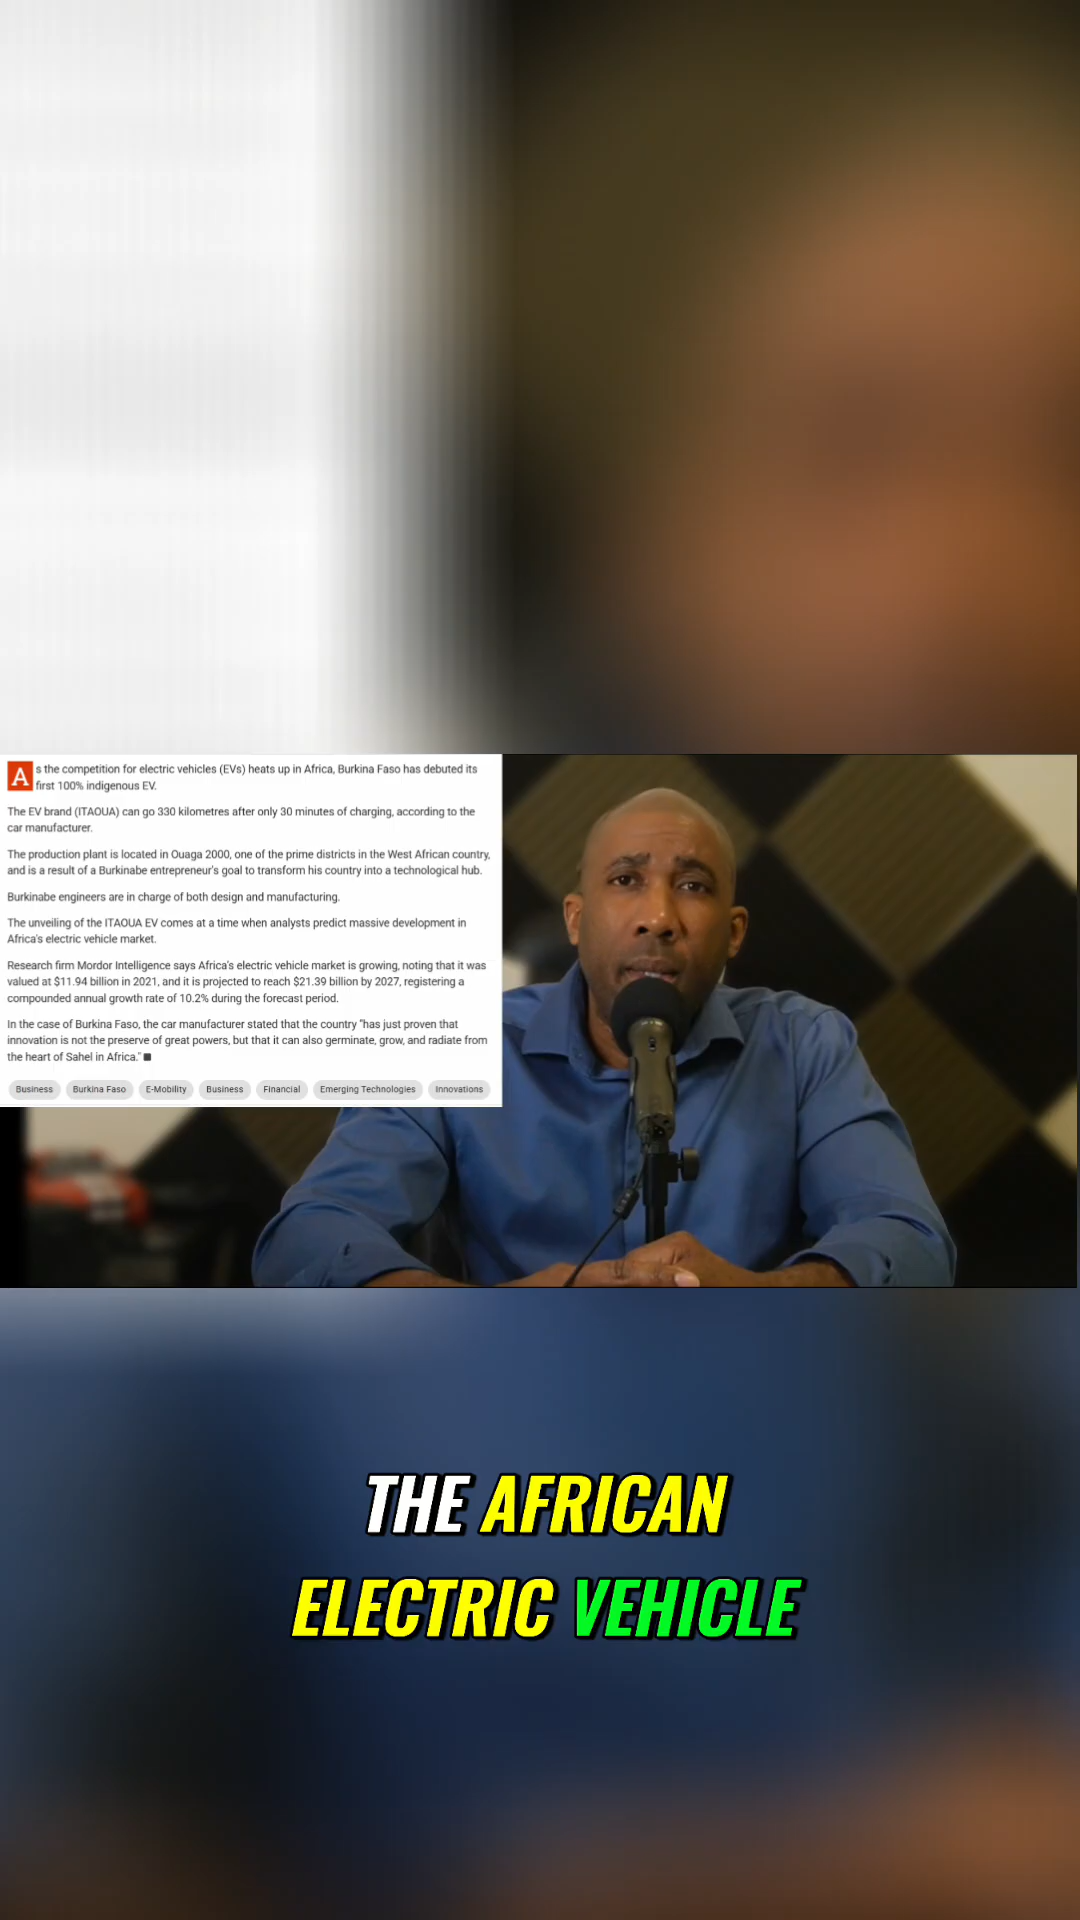 As the competition for electric vehicles (EVs) heats up in Africa, Burkina Faso has debuted its
first 100% indigenous EV.
The EV brand (ITAOUA) can go 330 kilometres after only 30 minutes of charging, according to the
car manufacturer.
The production plant is located in Ouaga 2000, one of the prime districts in the West African country,
and is a result of a Burkinabe entrepreneur's goal to transform his country into a technological hub.
Burkinabe engineers are in charge of both design and manufacturing.
The unveiling of the ITAOUA EV comes at a time when analysts predict massive development in
Africa's electric vehicle market.
Research firm Mordor Intelligence says Africa's electric vehicle market is growing, noting that it was
valued at $11.94 billion in 2021, and it is projected to reach $21.39 billion by 2027, registering a
compounded annual growth rate of 10.2% during the forecast period.
In the case of Burkina Faso, the car manufacturer stated that the country "has just proven that
innovation is not the preserve of great powers, but that it can also germinate, grow, and radiate from
the heart of Sahel in Africa."
Business Burkina Faso E-Mobility Business Financial Emerging Technologies Innovations
THE AFRICAN
ELECTRIC VEHICLE